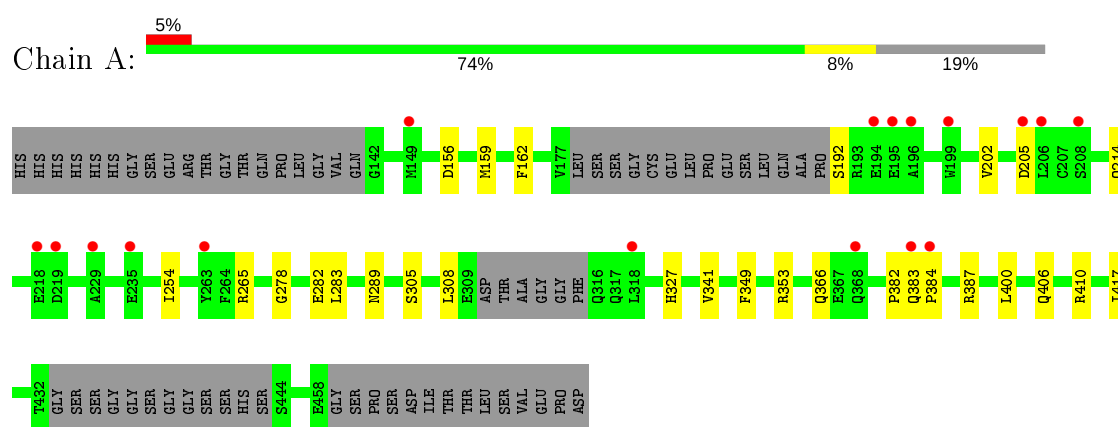 5%
Chain A:
74% 8% 19%
HIS HIS HIS HIS HIS HIS GLY SER GLU ARG THR GLY THR GLN PRO LEU GLY VAL GLN G142 M149 D156 M159 F162 V177 LEU SER SER GLY CYS GLU LEU PRO GLU SER LEU GLN ALA PRO S192 R193 E194 E195 A196 W199 V202 D205 L206 C207 S208
E218 D219 A229 E235 I254 Y263 F264 R265 G278 E282 L283 N289 S305 L308 E309 ASP THR ALA GLY GLY PHE Q316 Q317 L318 H327 V341 F349 R353 Q366 E367 Q368 P382 Q383 P384 R387 L400 Q406 R410
T432 GLY SER SER GLY GLY SER GLY GLY SER SER HIS SER S444 E458 GLY SER PRO SER ASP ILE THR THR LEU SER VAL GLU PRO ASP